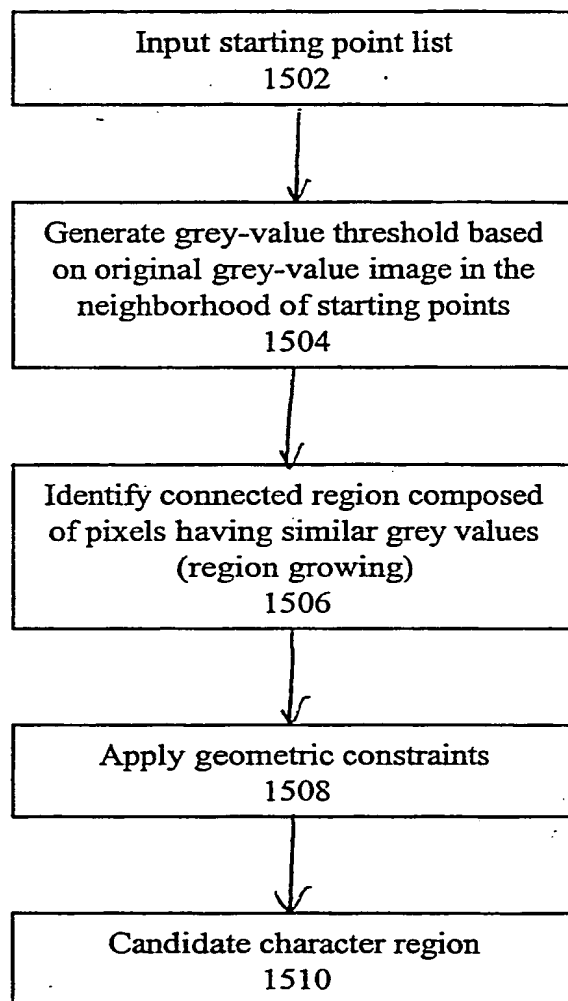 Input starting point list
1502
Generate grey-value threshold based
on original grey-value image in the
neighborhood of starting points
1504
Identify connected region composed
of pixels having similar grey values
(region growing)
1506
Apply geometric constraints
1508
Candidate character region
1510